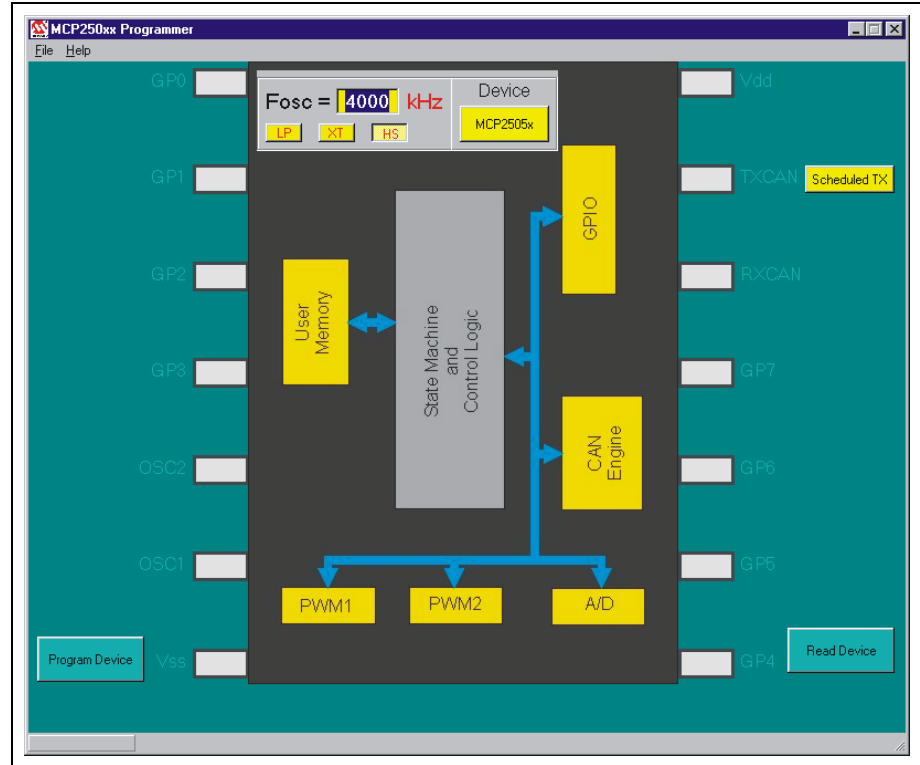 MCP250xx Programmer
File Help
Fosc = 4000 kHz
LP XT HS
Device
MCP2505x
GP0
GP1
GP2
GP3
OSC2
OSC1
Vss
Program Device
User
Memory
State Machine
and
Control Logic
GPIO
CAN
Engine
PWM1
PWM2
A/D
Vdd
TXCAN
Scheduled TX
RXCAN
GP7
GP6
GP5
GP4
Read Device